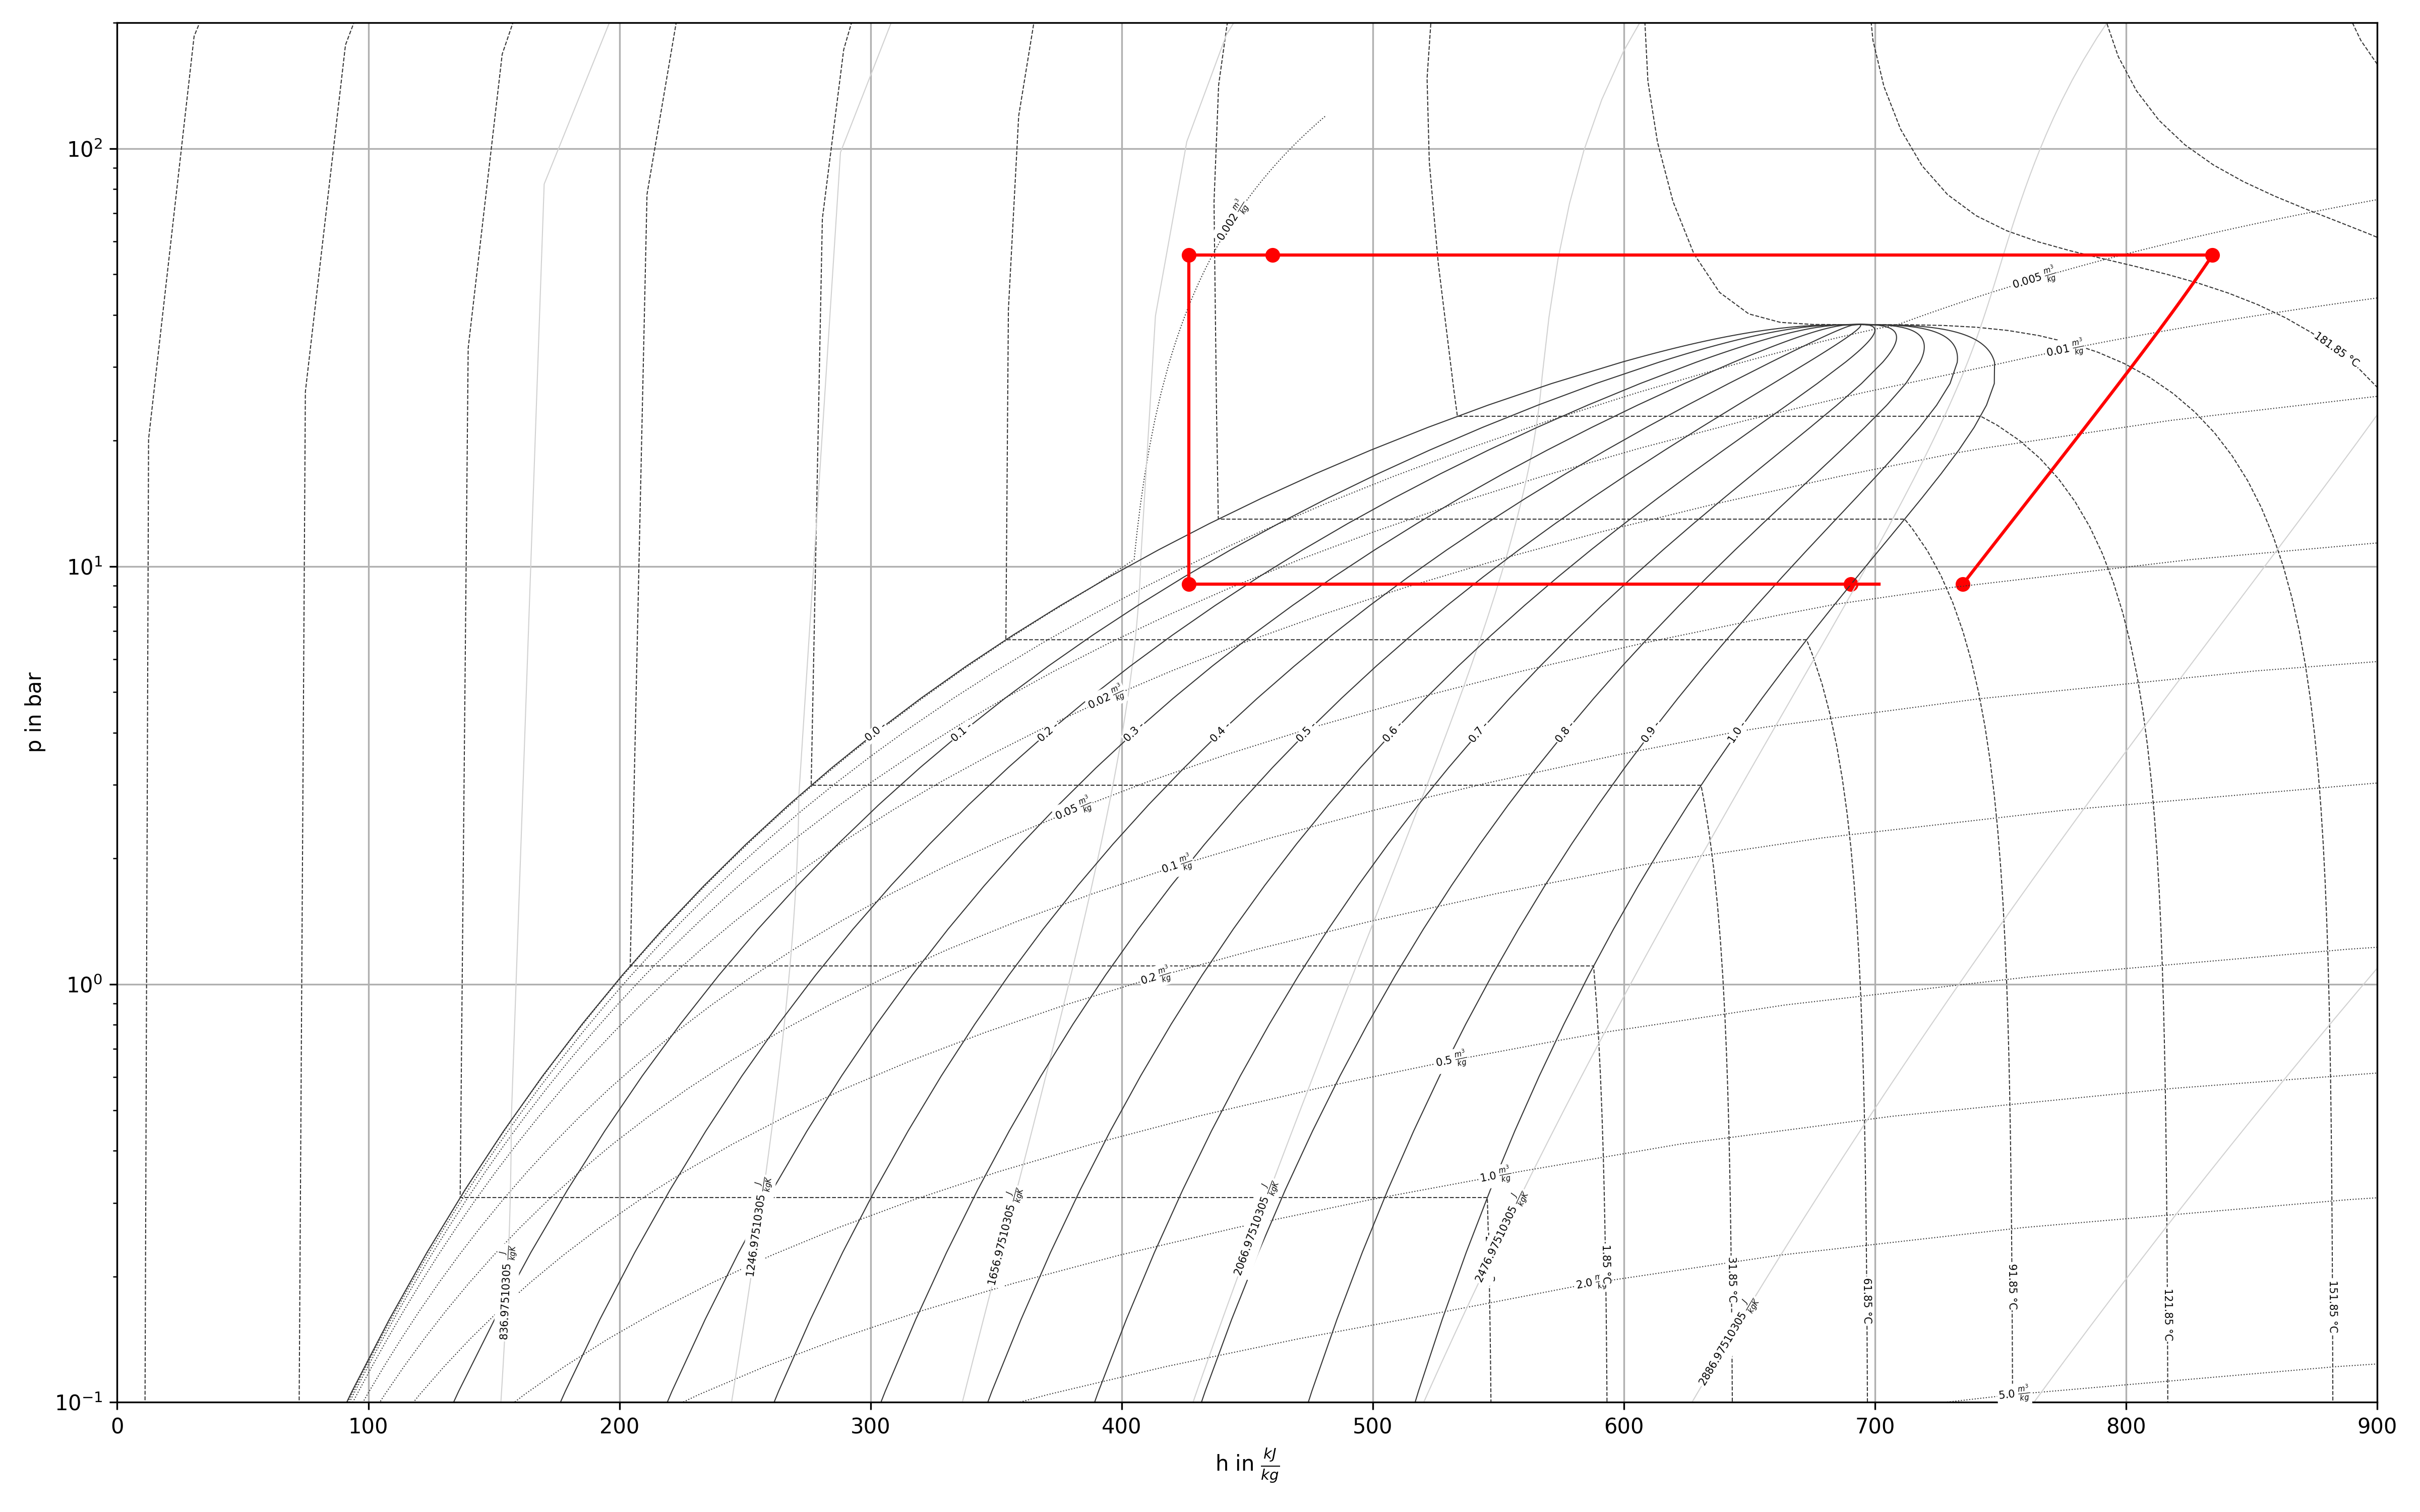 10²
10¹
10⁰
10⁻¹
p in bar
0
100
200
300
400
500
600
700
800
900
h in kJ/kg
0.002 m³/kg
0.005 m³/kg
0.01 m³/kg
181.85 °C
0.02 m³/kg
0.0
0.1
0.2
0.3
0.4
0.5
0.6
0.7
0.8
0.9
1.0
0.05 m³/kg
0.1 m³/kg
0.2 m³/kg
0.5 m³/kg
1.0 m³/kg
2.0
5.0 m³/kg
836.97510305 J/kgK
1246.97510305 J/kgK
1656.97510305 J/kgK
2066.97510305 J/kgK
2476.97510305 J/kgK
2886.97510305 J/kgK
1.85 °C
31.85 °C
61.85 °C
91.85 °C
121.85 °C
151.85 °C